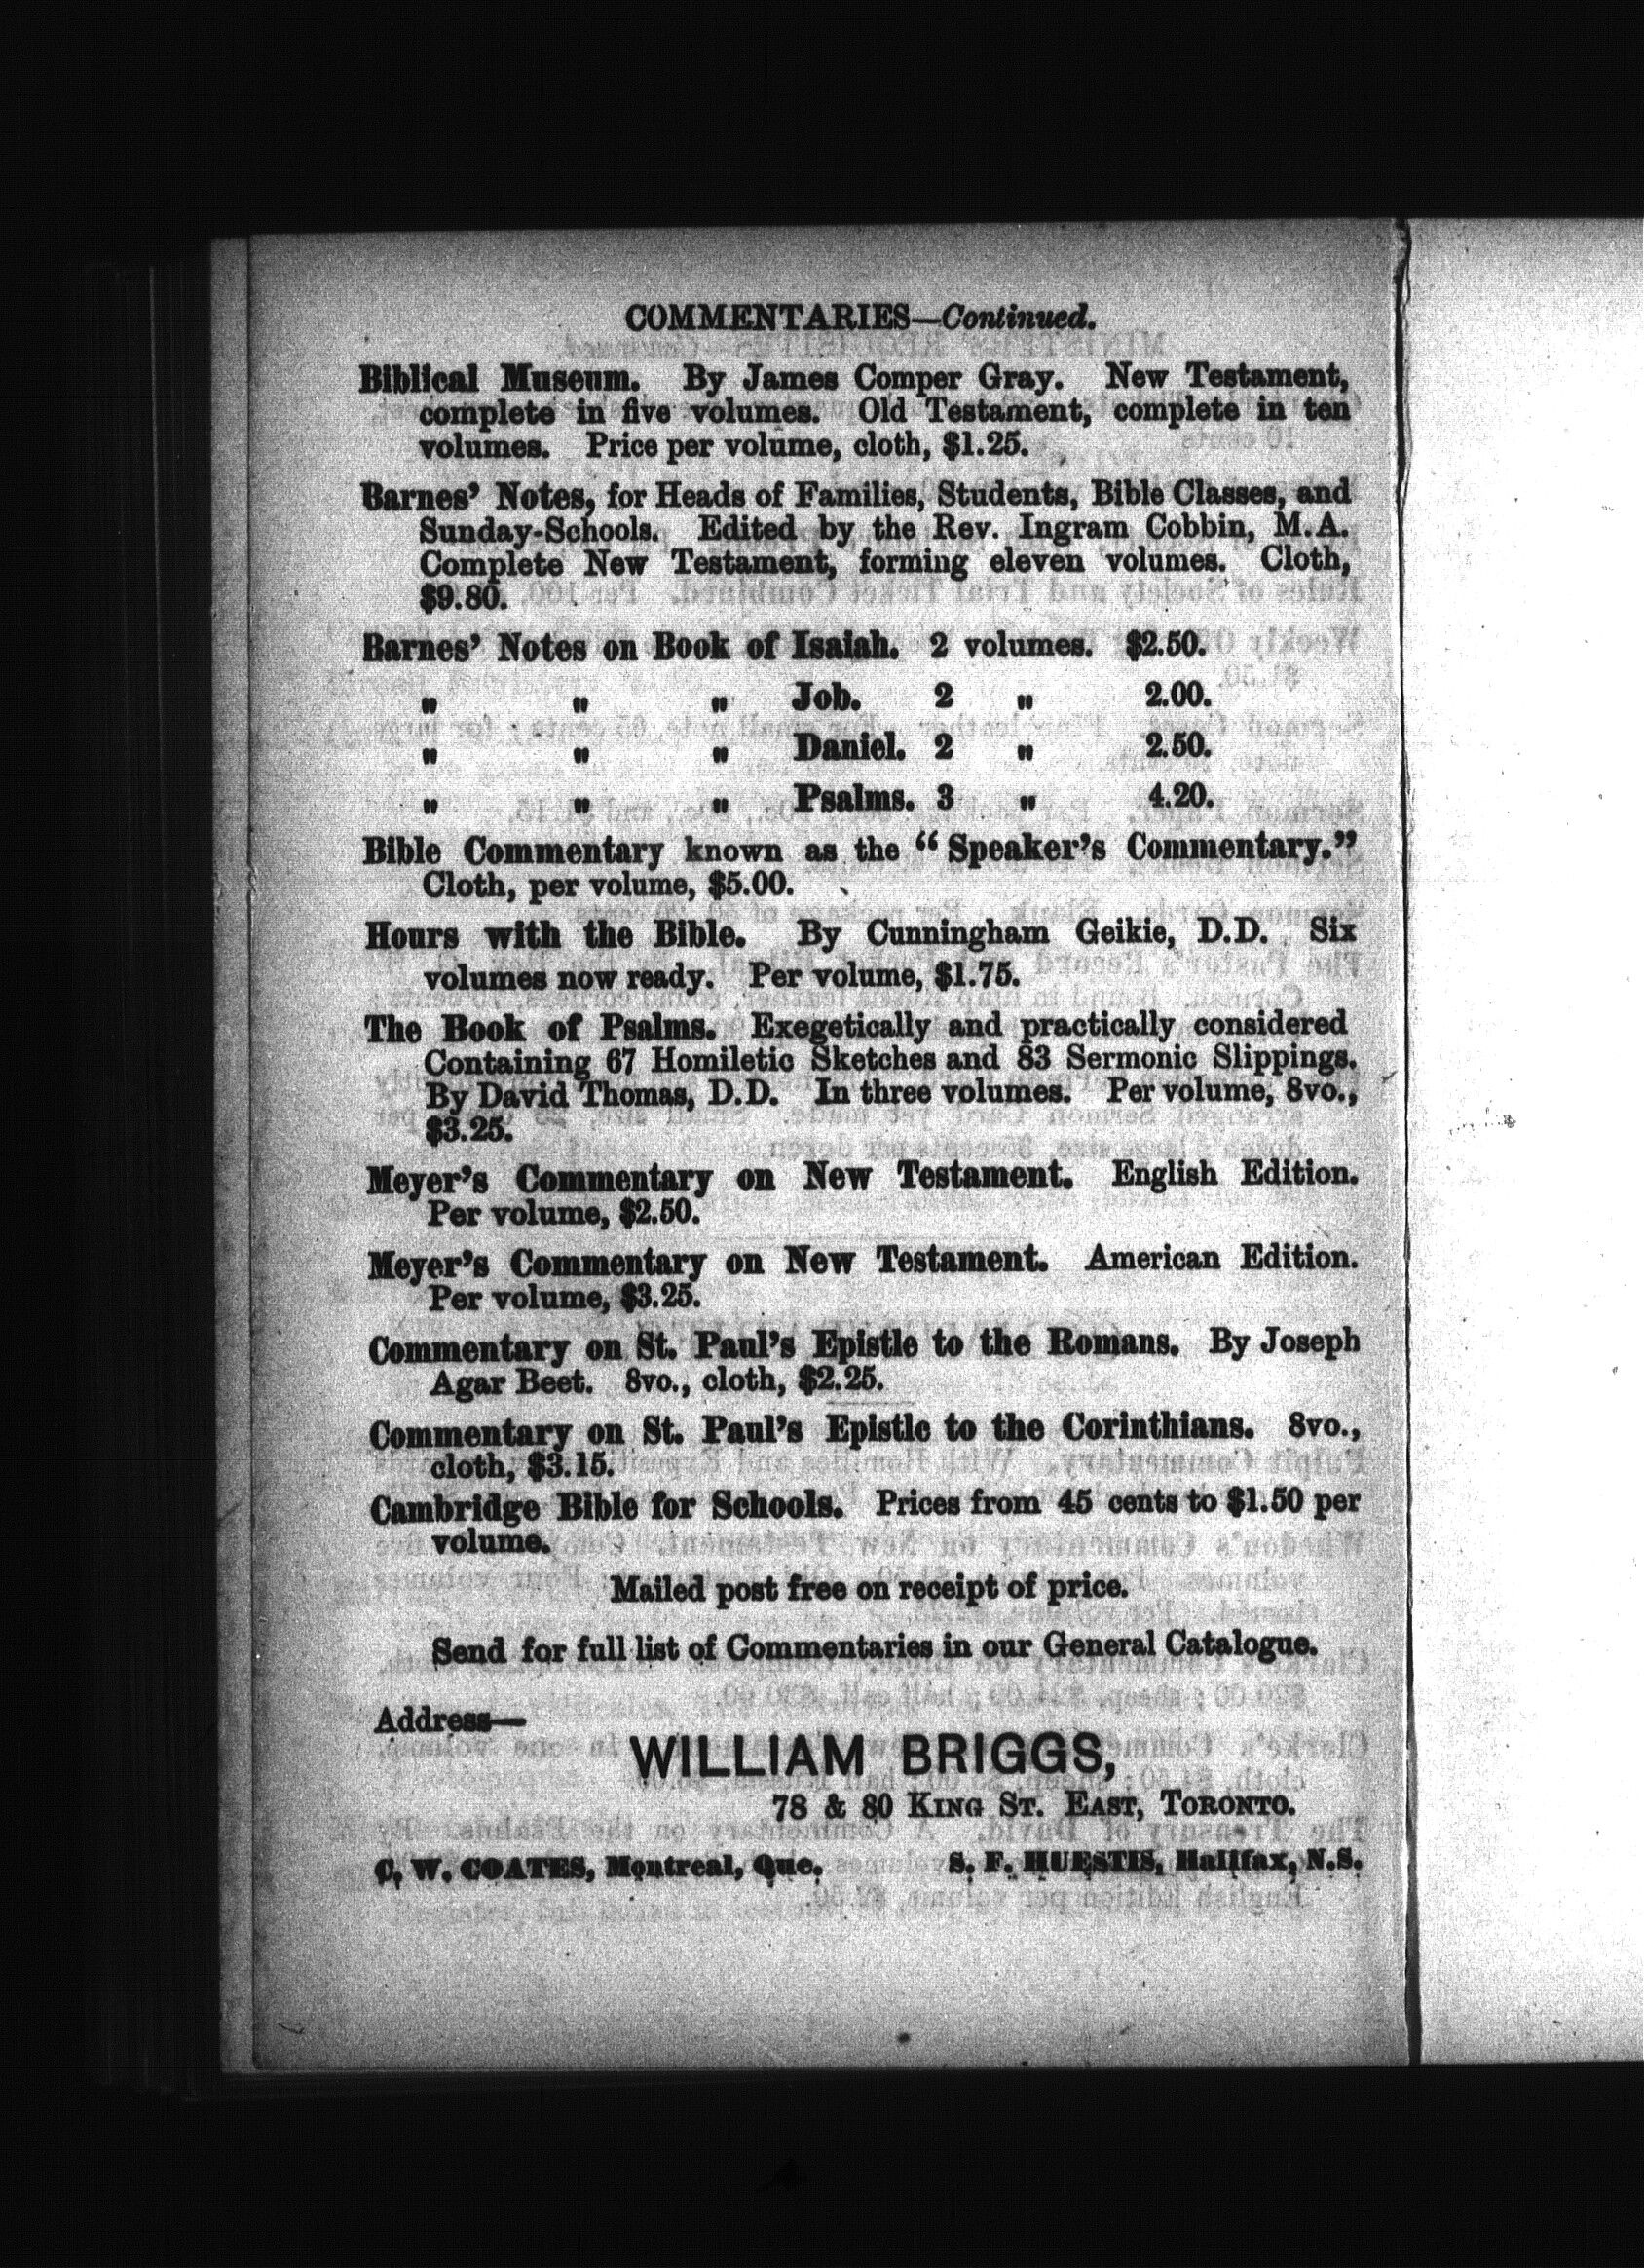 COMMENTARIES—Continued.
Biblical Museum. By James Comper Gray. New Testament,
complete in five volumes. Old Testament, complete in ten
volumes. Price per volume, cloth, $1.25.
Barnes' Notes, for Heads of Families, Students, Bible Classes, and
Sunday-Schools. Edited by the Rev. Ingram Cobbin, M.A.
Complete New Testament, forming eleven volumes. Cloth,
$9.80.
Barnes' Notes on Book of Isaiah. 2 volumes. $2.50.
" " " Job. 2 " 2.00.
" " " Daniel. 2 " 2.50.
" " " Psalms. 3 " 4.20.
Bible Commentary known as the "Speaker's Commentary."
Cloth, per volume, $5.00.
Hours with the Bible. By Cunningham Geikie, D.D. Six
volumes now ready. Per volume, $1.75.
The Book of Psalms. Exegetically and practically considered
Containing 67 Homiletic Sketches and 83 Sermonic Slippings.
By David Thomas, D.D. In three volumes. Per volume, 8vo.,
$3.25.
Meyer's Commentary on New Testament. English Edition.
Per volume, $2.50.
Meyer's Commentary on New Testament. American Edition.
Per volume, $3.25.
Commentary on St. Paul's Epistle to the Romans. By Joseph
Agar Beet. 8vo., cloth, $2.25.
Commentary on St. Paul's Epistle to the Corinthians. 8vo.,
cloth, $3.15.
Cambridge Bible for Schools. Prices from 45 cents to $1.50 per
volume.
Mailed post free on receipt of price.
Send for full list of Commentaries in our General Catalogue.
Address—
WILLIAM BRIGGS,
78 & 80 KING ST. EAST, TORONTO.
C. W. COATES, Montreal, Que. S. F. HUESTIS, Halifax, N.S.